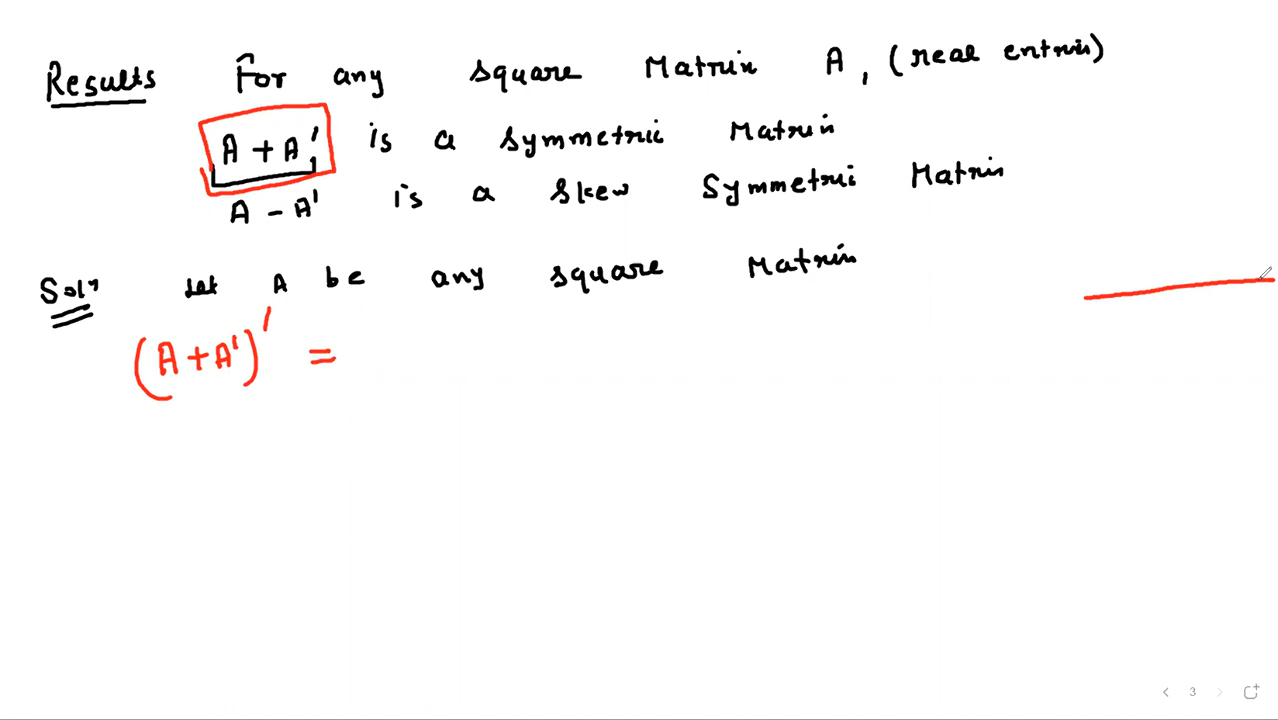 Results For any square Matrix A, (real entries)
A + A' is a symmetric Matrix
A - A' is a skew symmetric Matrix
Solⁿ Let A be any square Matrix
(A + A')' =
3